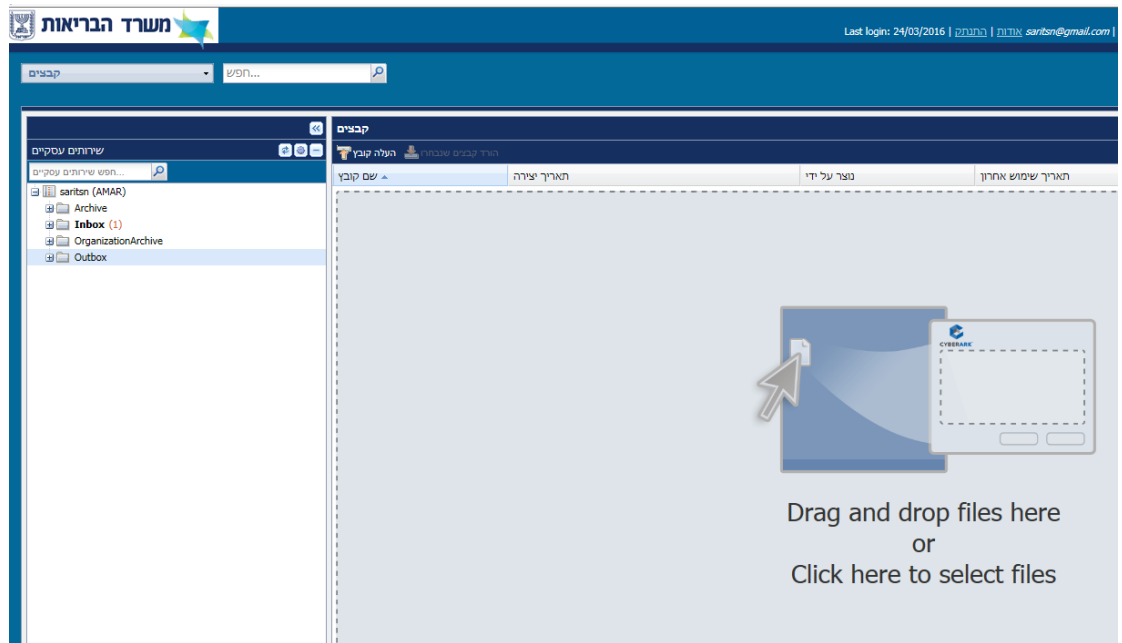 משרד הבריאות
Last login: 24/03/2016 | התנתק | אודות saritsn@gmail.com |
קבצים
חפש...
שירותים עסקיים
חפש שירותים עסקיים...
saritsn (AMAR)
Archive
Inbox (1)
OrganizationArchive
Outbox
קבצים
העלה קובץ הורד קבצים שנבחרו
שם קובץ תאריך יצירה נוצר על ידי תאריך שימוש אחרון
CYBERARK
Drag and drop files here
or
Click here to select files